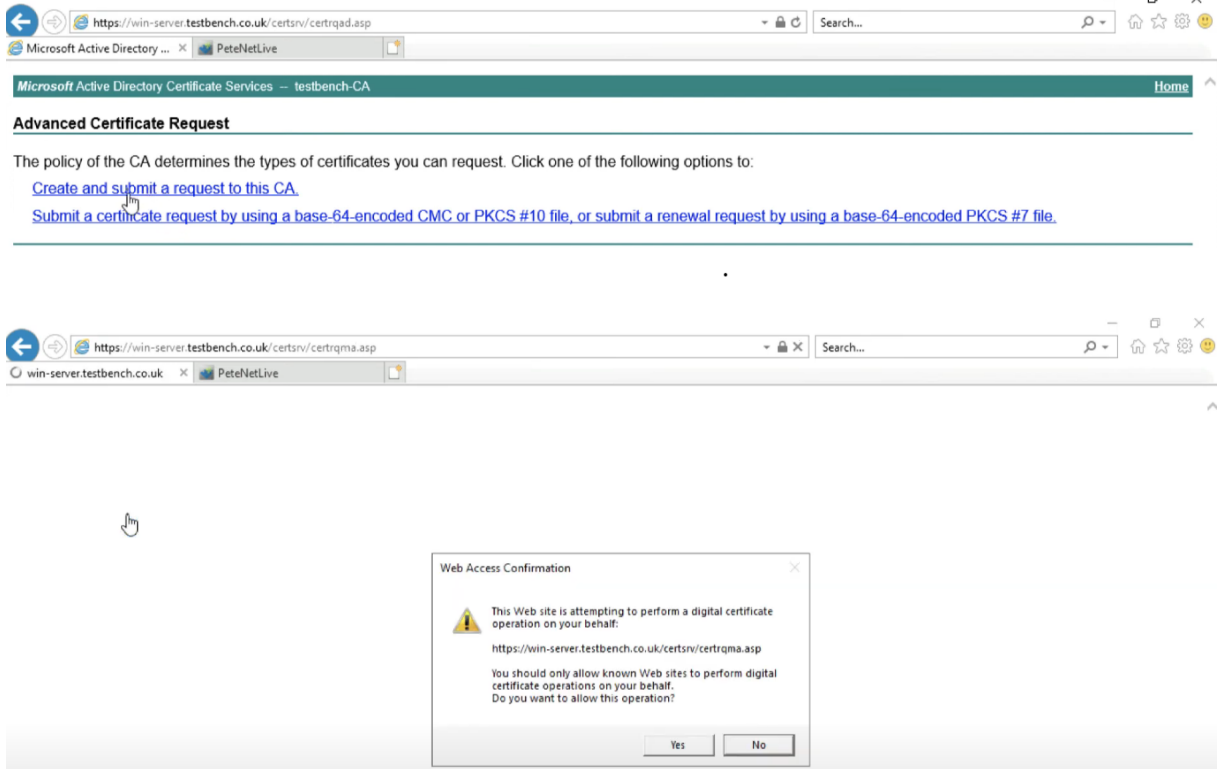 https://win-server.testbench.co.uk/certsrv/certrqad.asp
Search...
Microsoft Active Directory ...
PeteNetLive
Microsoft Active Directory Certificate Services -- testbench-CA
Home
Advanced Certificate Request
The policy of the CA determines the types of certificates you can request. Click one of the following options to:
Create and submit a request to this CA.
Submit a certificate request by using a base-64-encoded CMC or PKCS #10 file, or submit a renewal request by using a base-64-encoded PKCS #7 file.
.
https://win-server.testbench.co.uk/certsrv/certrqma.asp
Search...
win-server.testbench.co.uk
PeteNetLive
Web Access Confirmation
This Web site is attempting to perform a digital certificate
operation on your behalf:
https://win-server.testbench.co.uk/certsrv/certrqma.asp
You should only allow known Web sites to perform digital
certificate operations on your behalf.
Do you want to allow this operation?
Yes
No